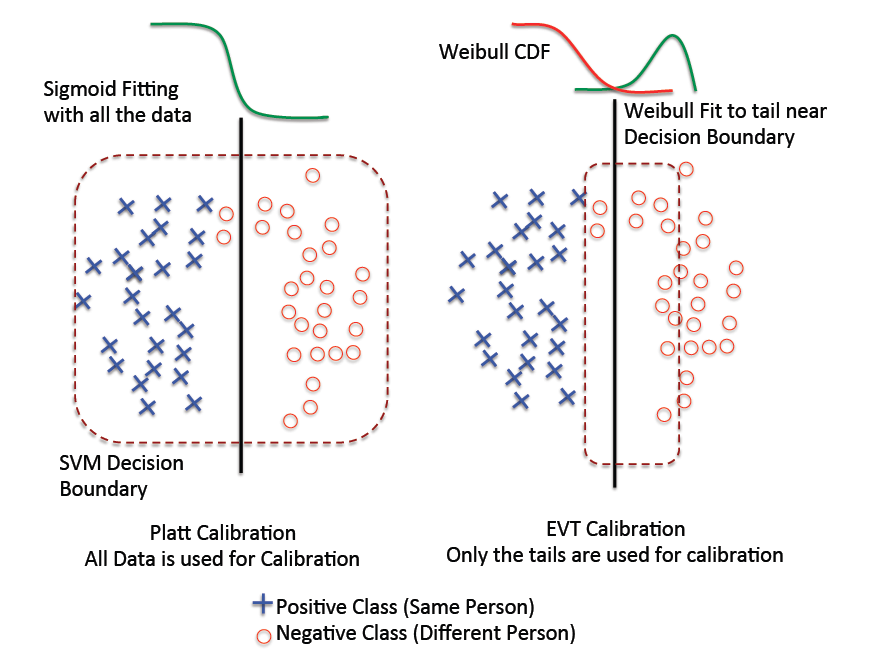 Sigmoid Fitting
with all the data
Weibull CDF
Weibull Fit to tail near
Decision Boundary
SVM Decision
Boundary
Platt Calibration
All Data is used for Calibration
EVT Calibration
Only the tails are used for calibration
Positive Class (Same Person)
Negative Class (Different Person)